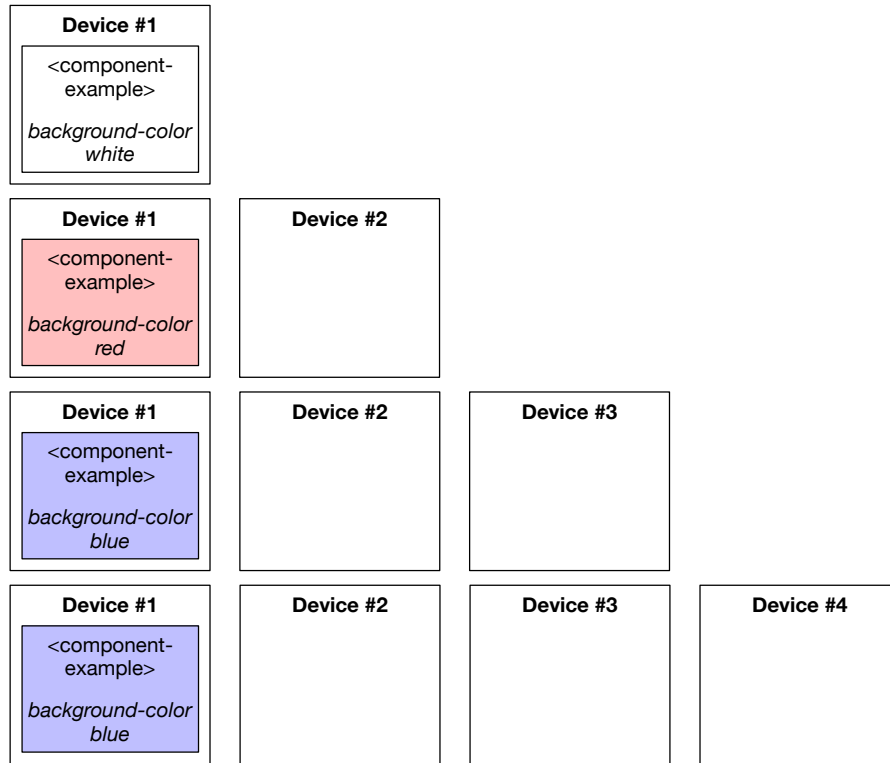 Device #1
<component-
example>
background-color
white
Device #1
<component-
example>
background-color
red
Device #2
Device #1
<component-
example>
background-color
blue
Device #2
Device #3
Device #1
<component-
example>
background-color
blue
Device #2
Device #3
Device #4